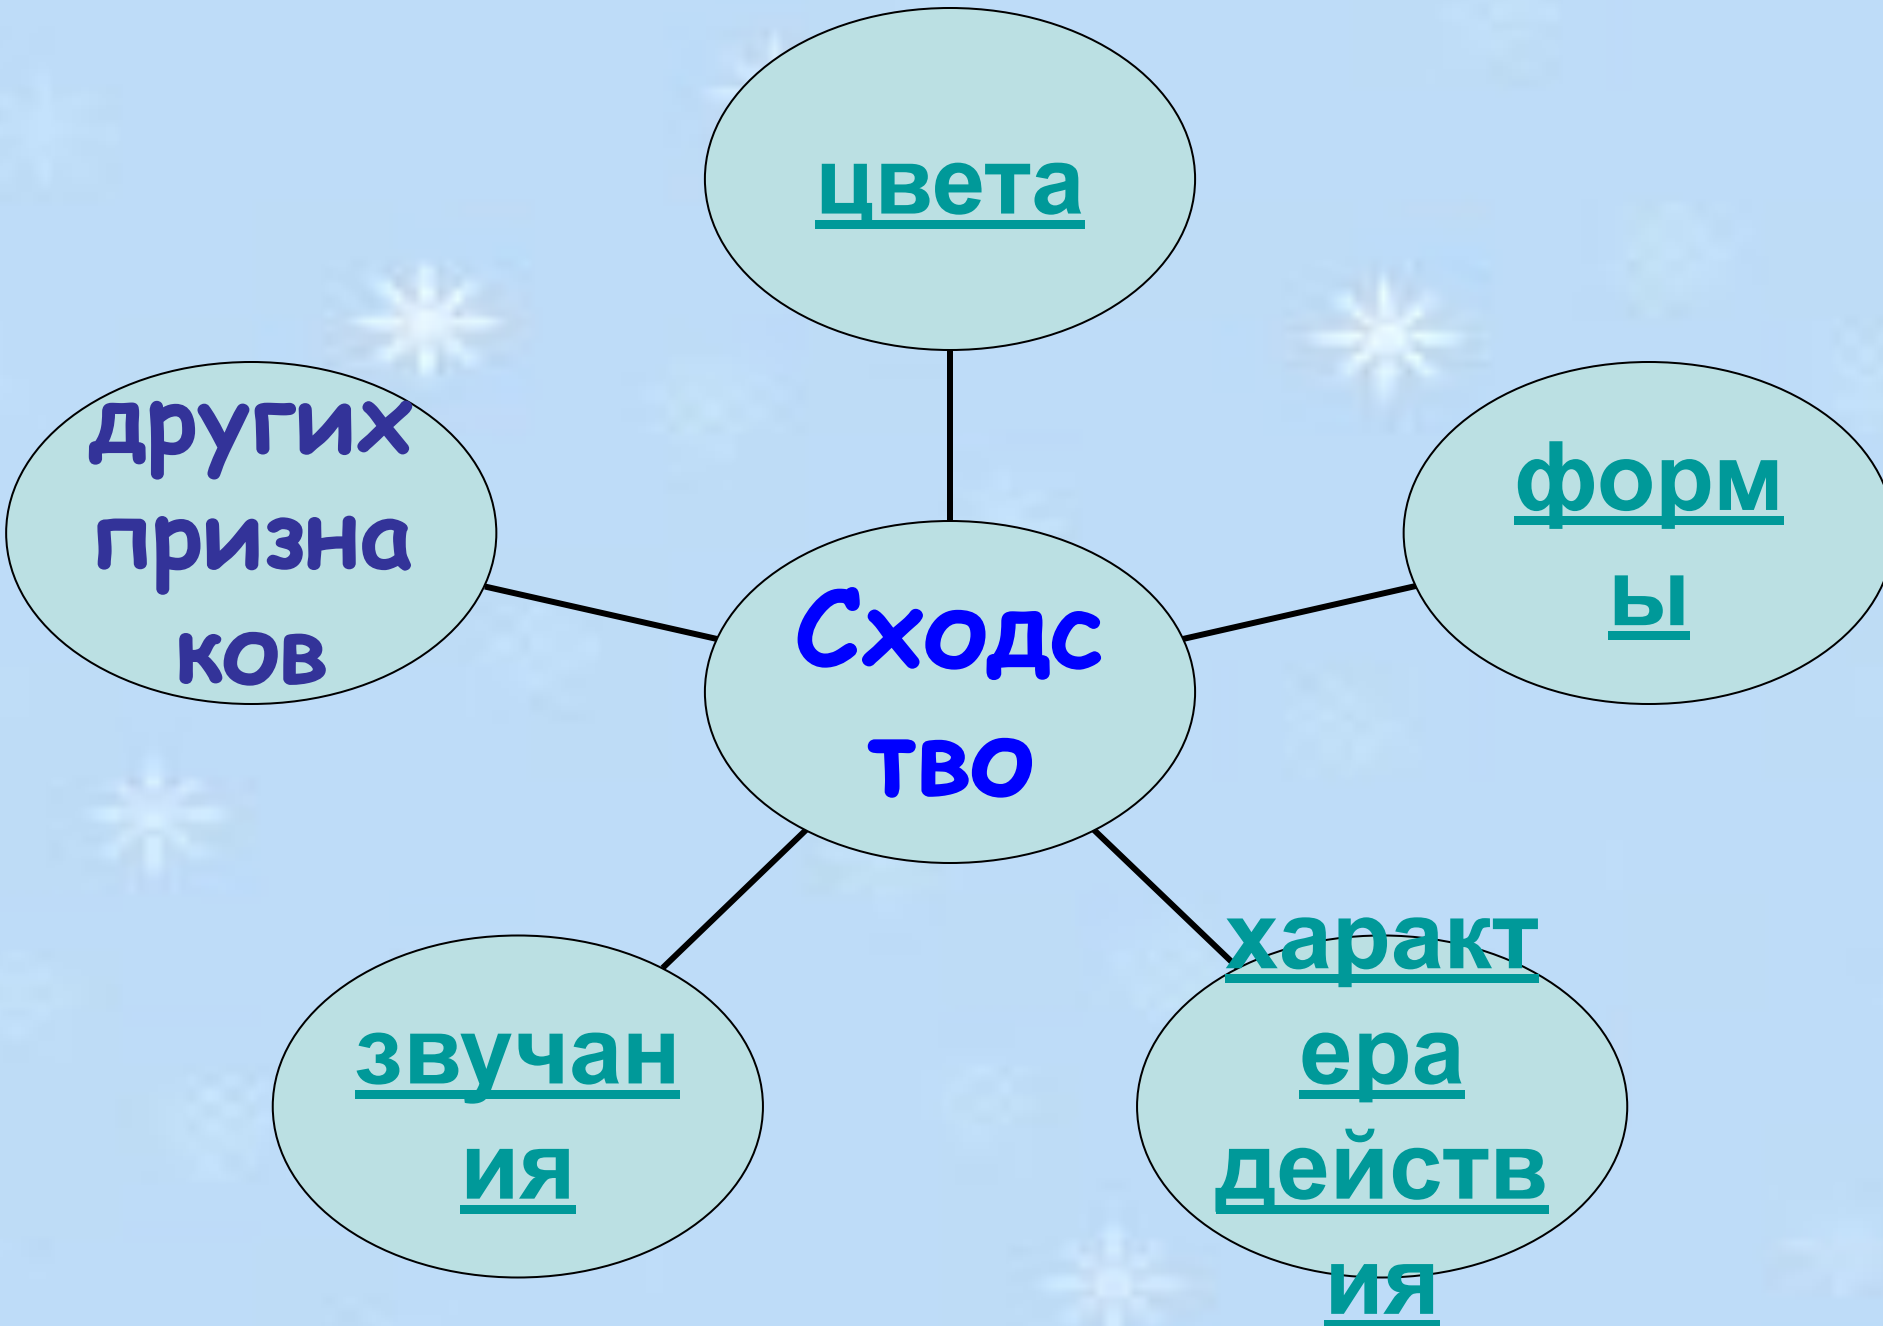 цвета
других
призна
ков
форм
ы
Сходс
тво
звучан
ия
характ
ера
действ
ия